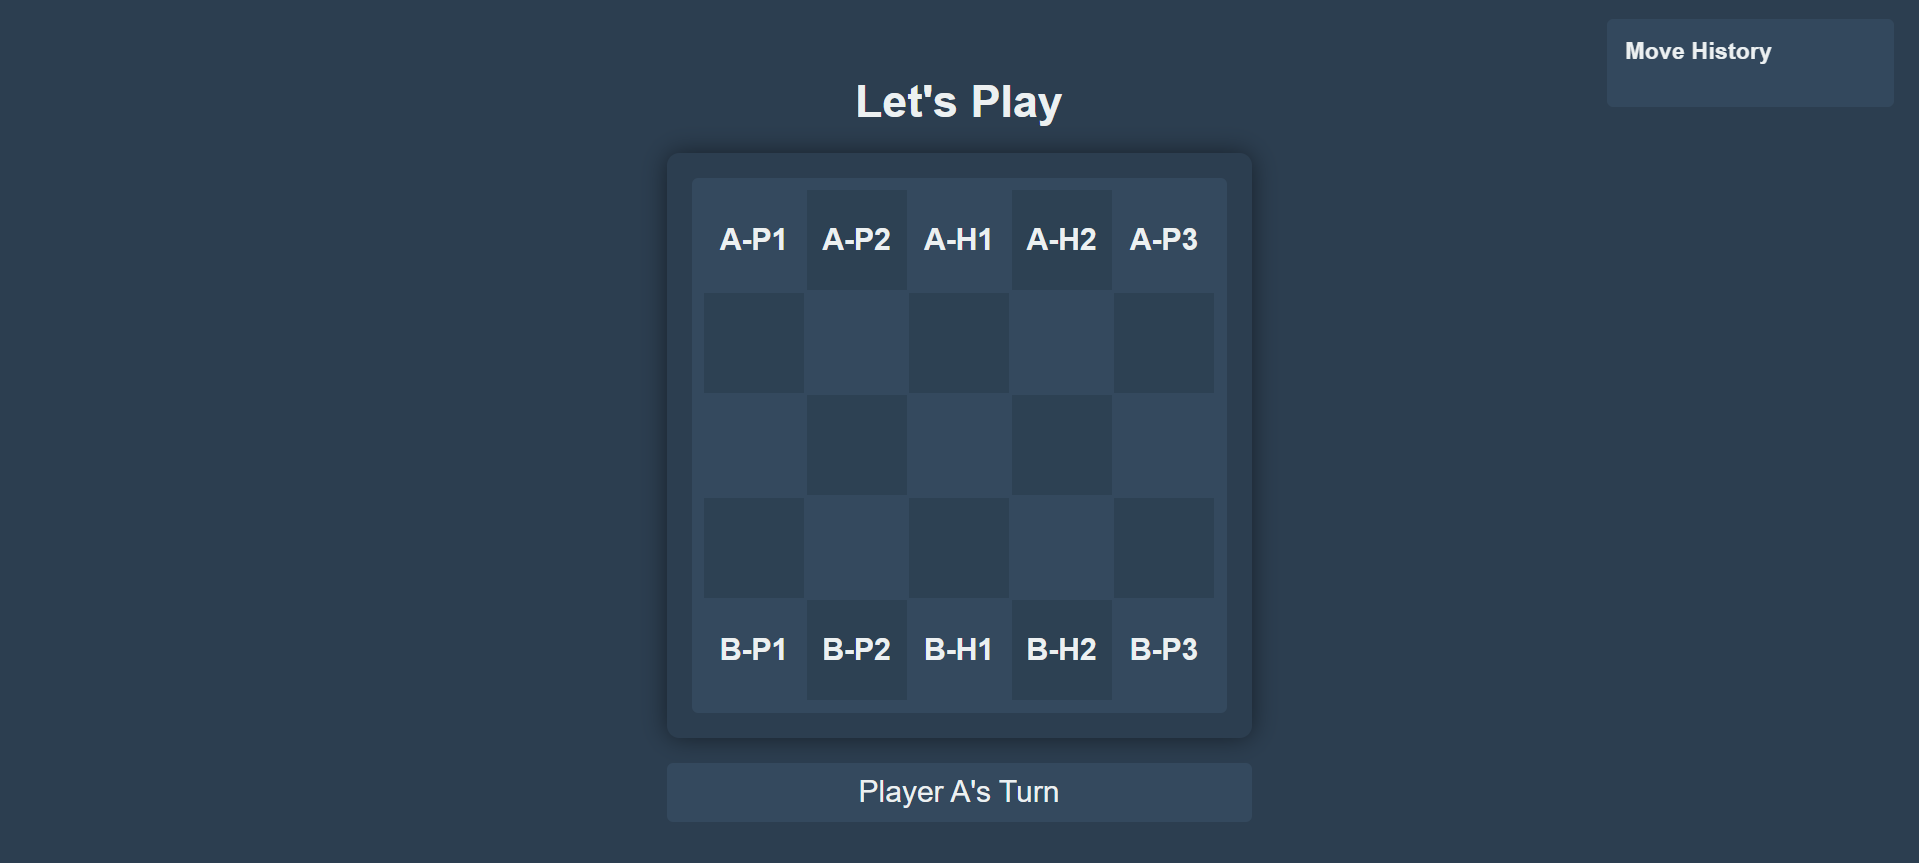 Move History
Let's Play
A-P1 A-P2 A-H1 A-H2 A-P3
B-P1 B-P2 B-H1 B-H2 B-P3
Player A's Turn